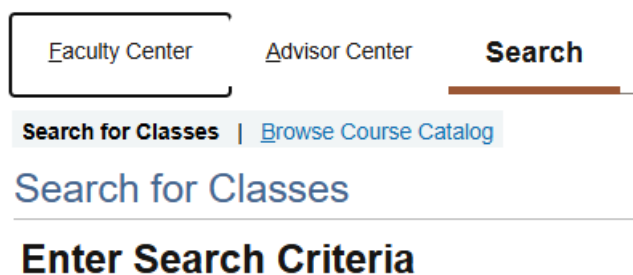 Faculty Center Advisor Center Search
Search for Classes | Browse Course Catalog
Search for Classes
Enter Search Criteria